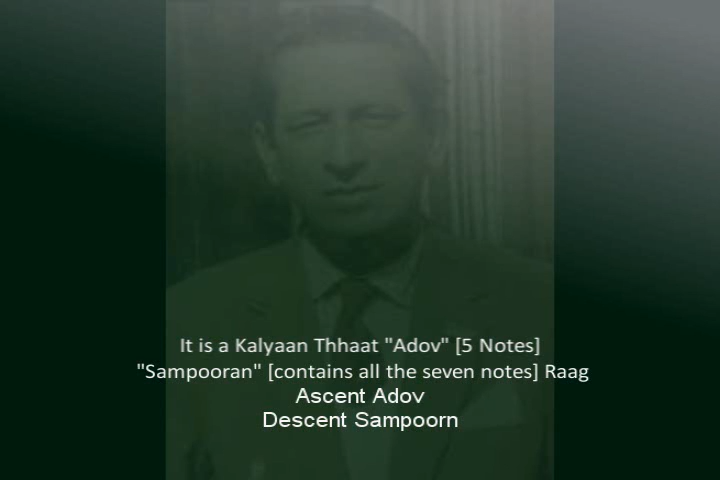 It is a Kalyaan Thhaat "Adov" [5 Notes]
"Sampooran" [contains all the seven notes] Raag
Ascent Adov
Descent Sampoorn